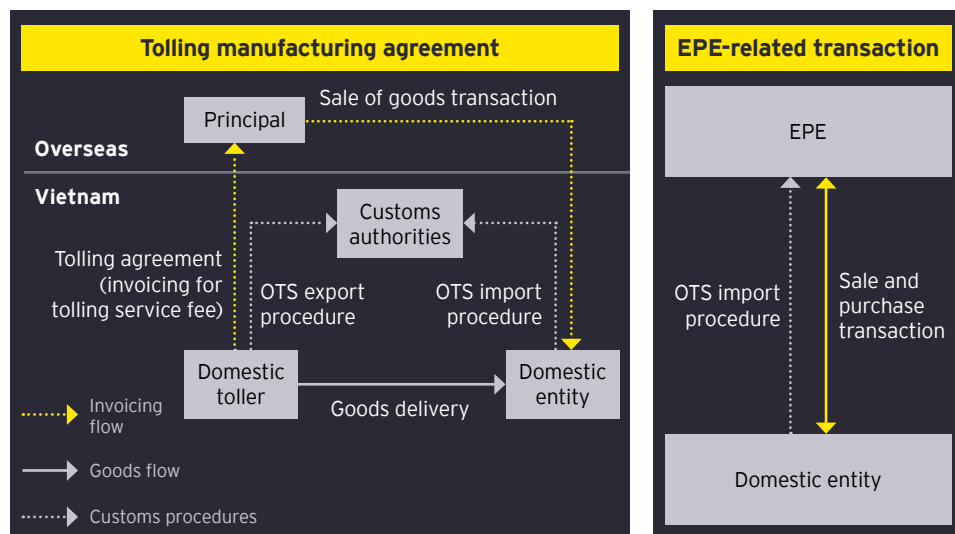 Tolling manufacturing agreement
Sale of goods transaction
Principal
Overseas
Vietnam
Customs
authorities
Tolling agreement
(invoicing for
tolling service fee)
OTS export
procedure
OTS import
procedure
Domestic
toller
Domestic
entity
Goods delivery
Invoicing
flow
Goods flow
Customs procedures
EPE-related transaction
EPE
OTS import
procedure
Sale and
purchase
transaction
Domestic entity